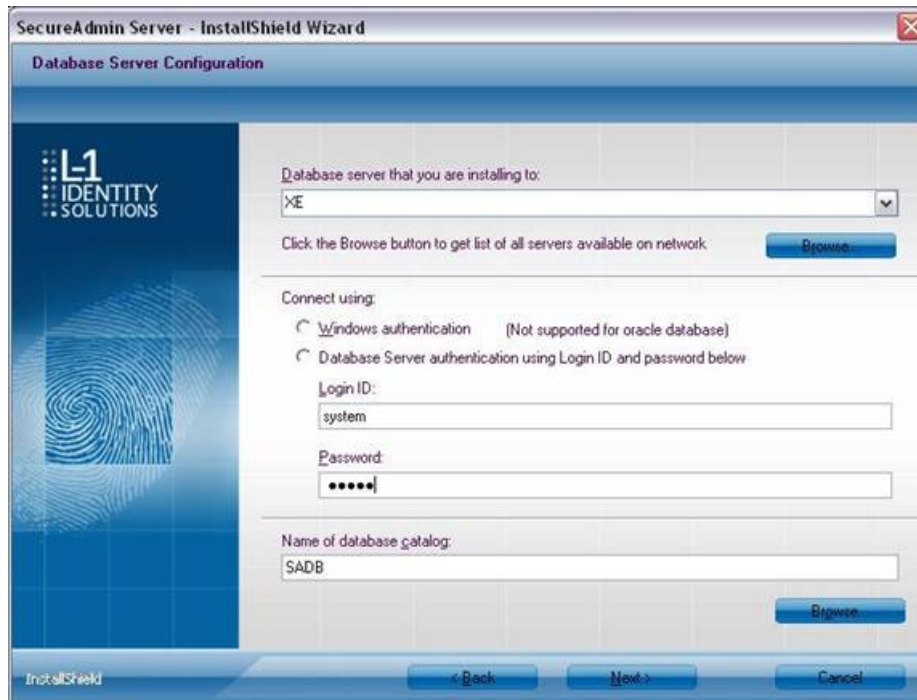 SecureAdmin Server - InstallShield Wizard
Database Server Configuration
L-1
IDENTITY
SOLUTIONS
Database server that you are installing to:
XE
Click the Browse button to get list of all servers available on network
Browse...
Connect using:
Windows authentication (Not supported for oracle database)
Database Server authentication using Login ID and password below
Login ID:
system
Password:
●●●●●
Name of database catalog:
SADB
Browse...
InstallShield
< Back Next > Cancel